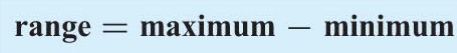 range = maximum − minimum